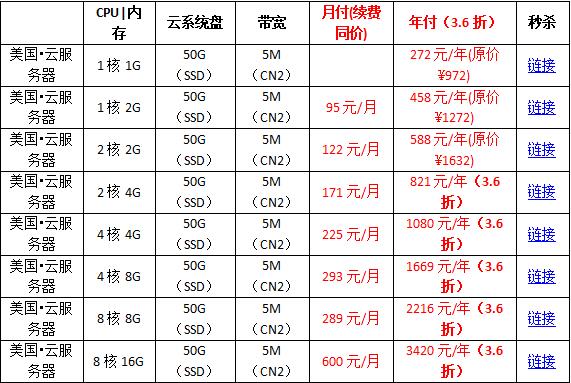 CPU|内存 云系统盘 带宽 月付(续费同价) 年付（3.6 折） 秒杀
美国•云服务器 1 核 1G 50G（SSD） 5M（CN2） 272 元/年(原价¥972) 链接
美国•云服务器 1 核 2G 50G（SSD） 5M（CN2） 95 元/月 458 元/年(原价¥1272) 链接
美国•云服务器 2 核 2G 50G（SSD） 5M（CN2） 122 元/月 588 元/年(原价¥1632) 链接
美国•云服务器 2 核 4G 50G（SSD） 5M（CN2） 171 元/月 821 元/年（3.6折） 链接
美国•云服务器 4 核 4G 50G（SSD） 5M（CN2） 225 元/月 1080 元/年（3.6折） 链接
美国•云服务器 4 核 8G 50G（SSD） 5M（CN2） 293 元/月 1669 元/年（3.6折） 链接
美国•云服务器 8 核 8G 50G（SSD） 5M（CN2） 289 元/月 2216 元/年（3.6折） 链接
美国•云服务器 8 核 16G 50G（SSD） 5M（CN2） 600 元/月 3420 元/年（3.6折） 链接